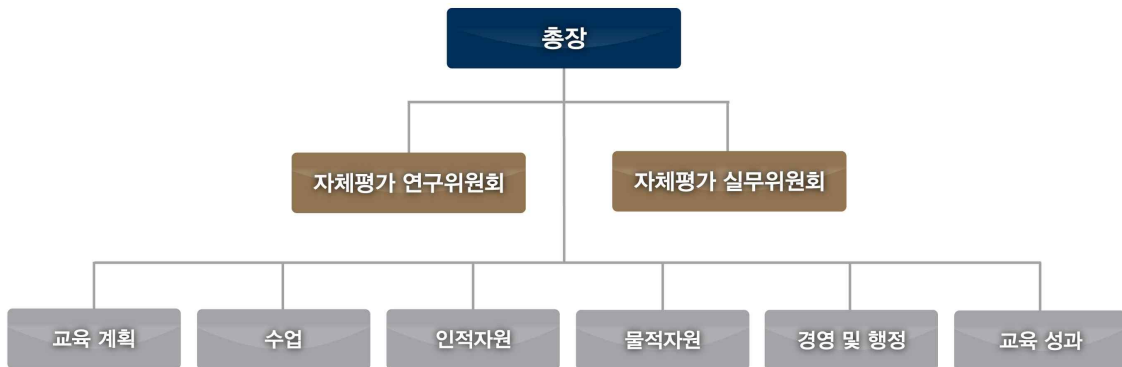 총장
자체평가 연구위원회
자체평가 실무위원회
교육 계획
수업
인적자원
물적자원
경영 및 행정
교육 성과